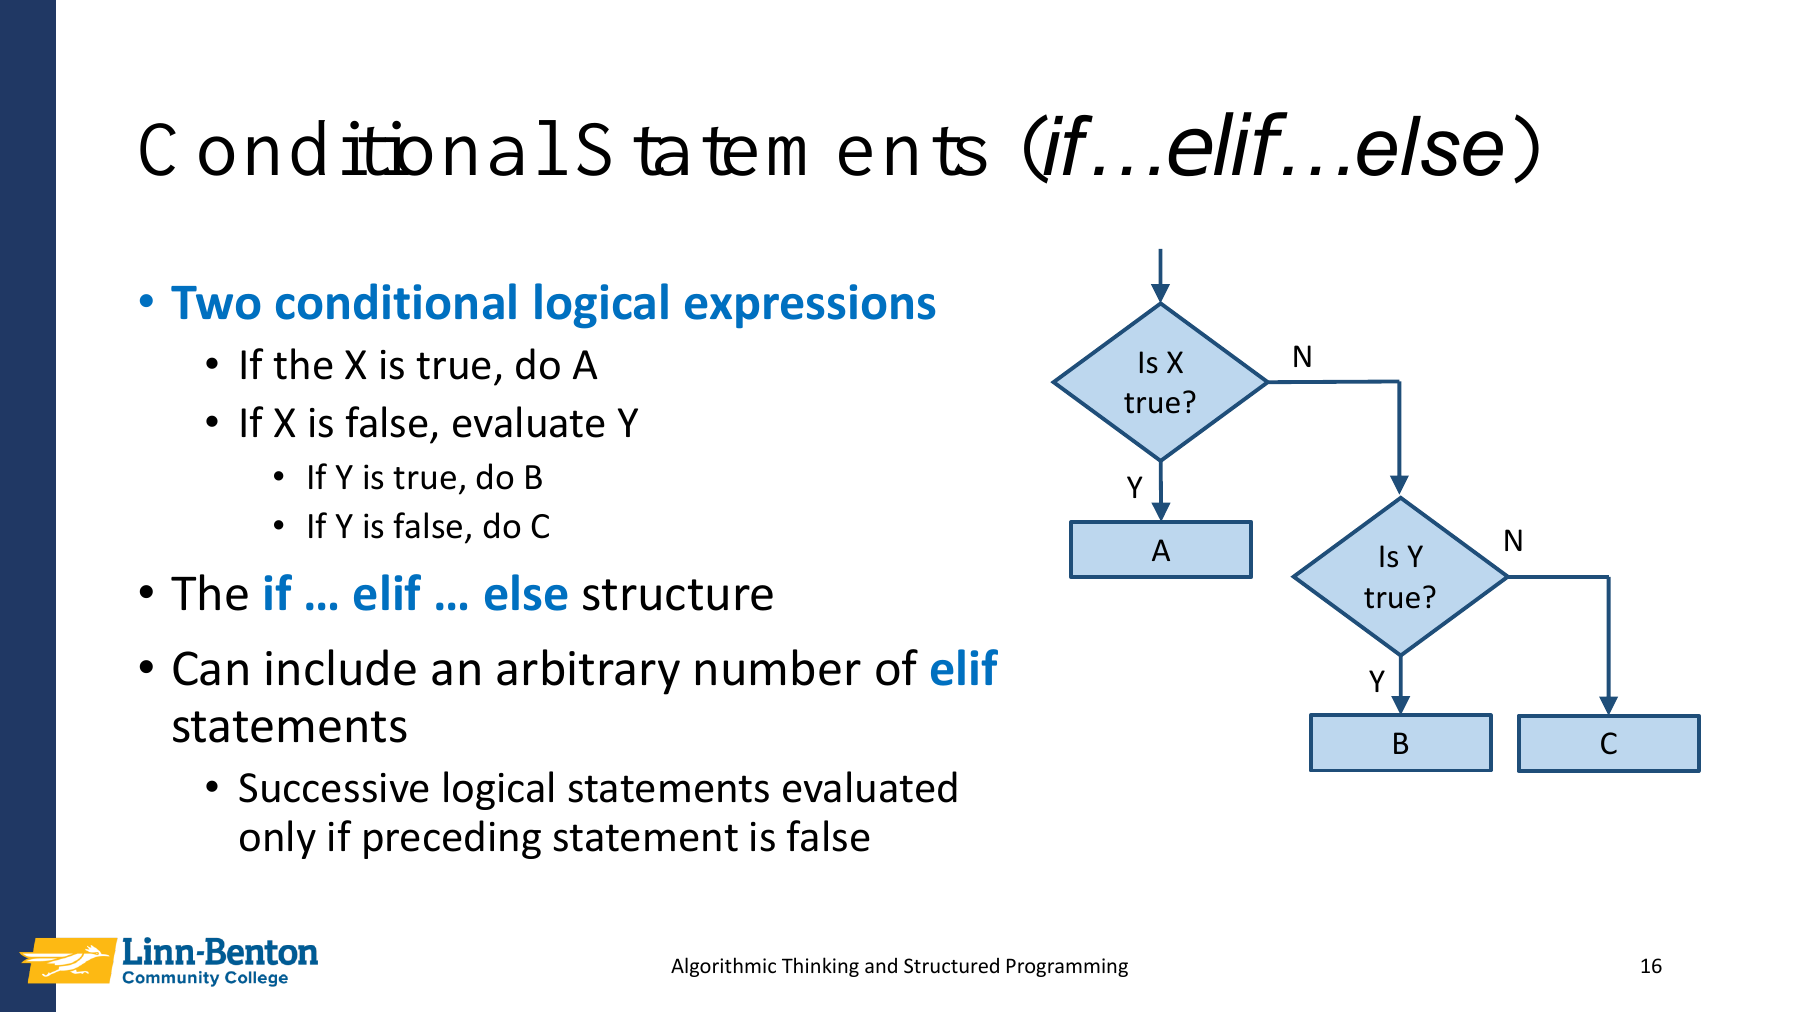 Conditional Statements (if…elif…else)
• Two conditional logical expressions
• If the X is true, do A
• If X is false, evaluate Y
• If Y is true, do B
• If Y is false, do C
• The if … elif … else structure
• Can include an arbitrary number of elif
statements
• Successive logical statements evaluated
only if preceding statement is false
Is X
true?
N
Y
A
Is Y
true?
N
Y
B
C
Linn-Benton
Community College
Algorithmic Thinking and Structured Programming
16